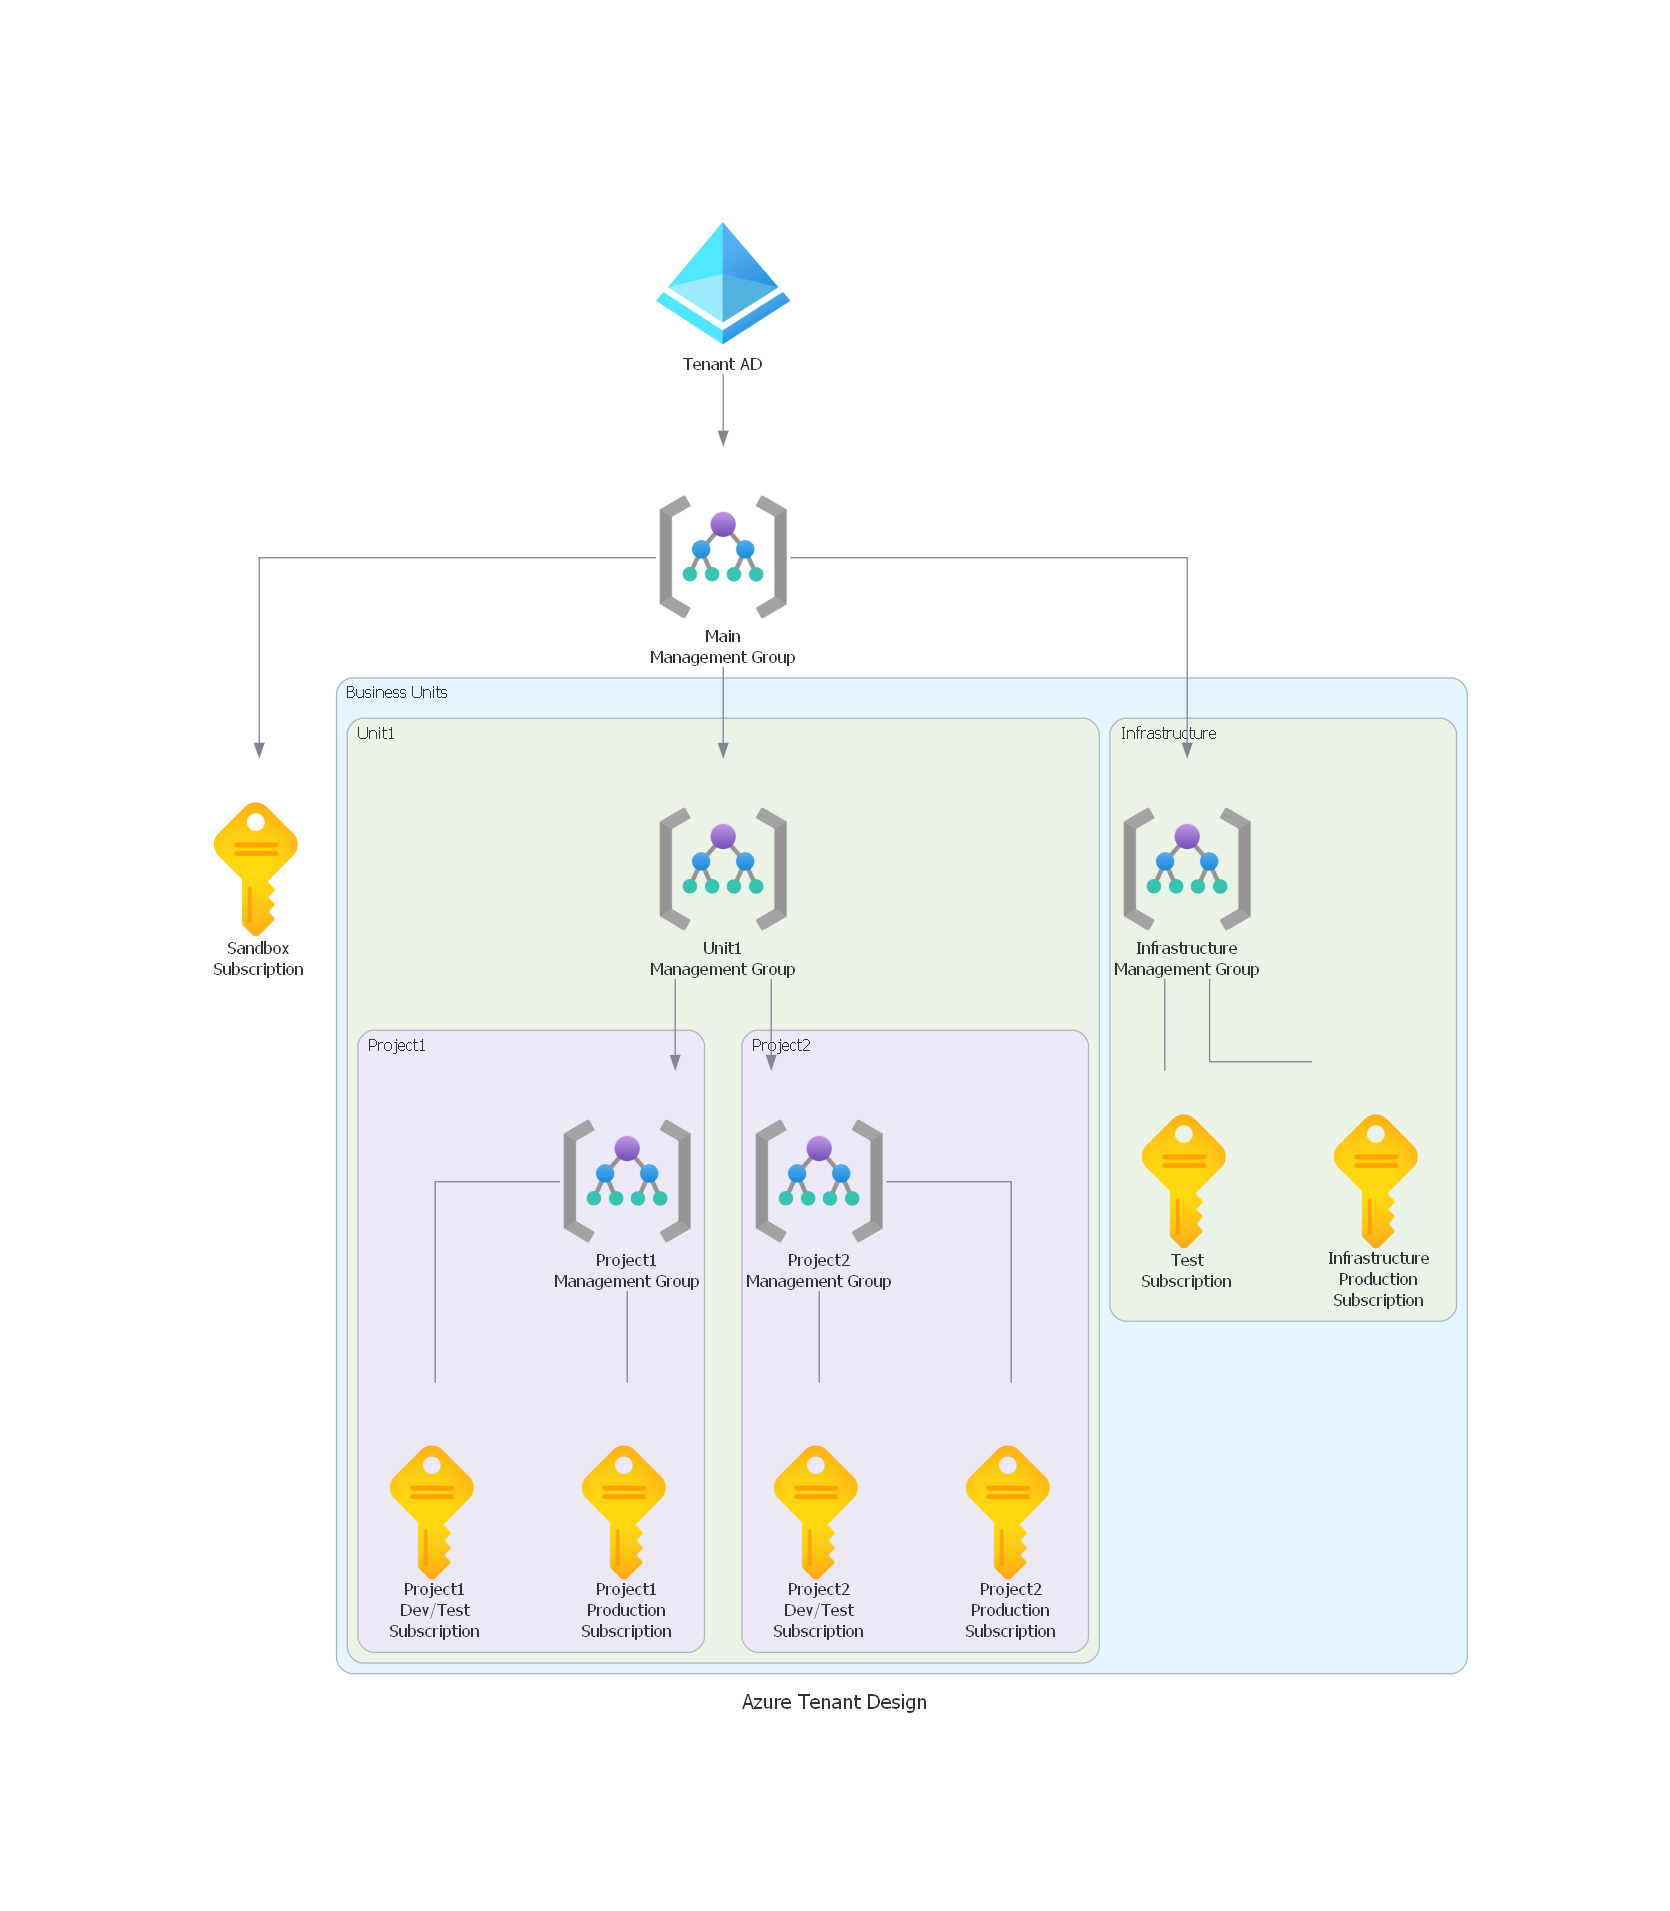 Tenant AD
Main
Management Group
Business Units
Unit1
Infrastructure
Sandbox
Subscription
Unit1
Management Group
Infrastructure
Management Group
Project1
Project2
Project1
Management Group
Project2
Management Group
Test
Subscription
Infrastructure
Production
Subscription
Project1
Dev/Test
Subscription
Project1
Production
Subscription
Project2
Dev/Test
Subscription
Project2
Production
Subscription
Azure Tenant Design